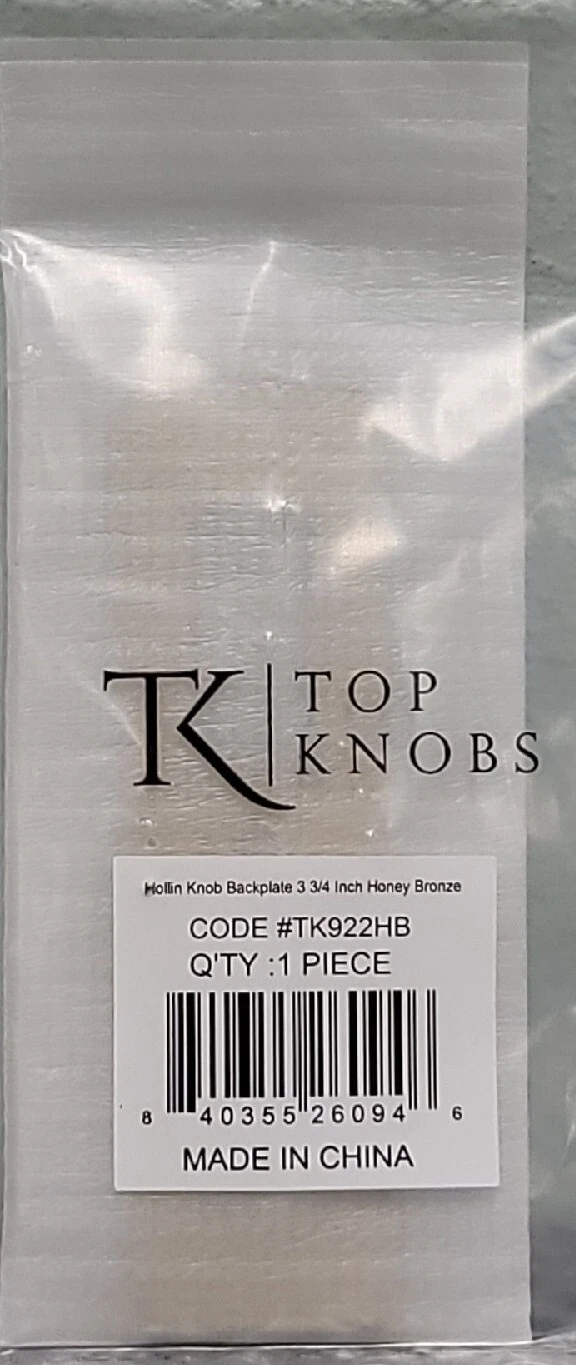 TK TOP
KNOBS
Hollin Knob Backplate 3 3/4 Inch Honey Bronze
CODE #TK922HB
Q'TY :1 PIECE
8 40355 26094 6
MADE IN CHINA